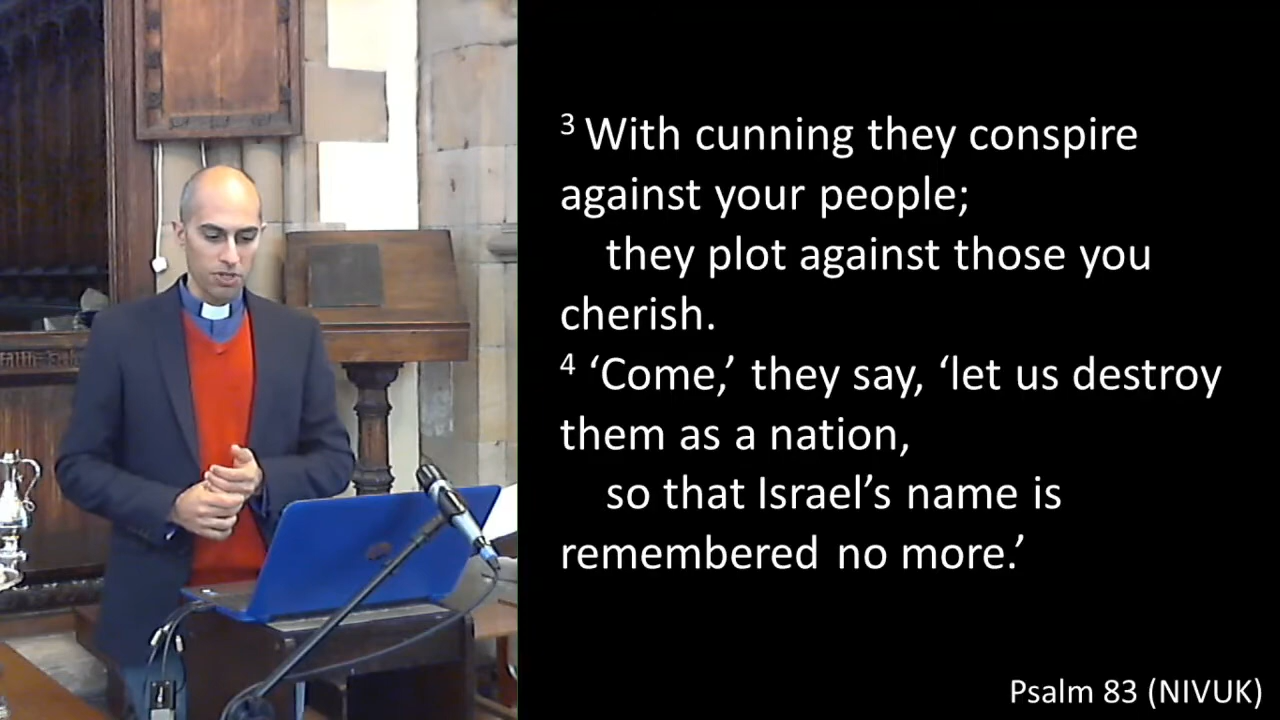 3 With cunning they conspire
against your people;
they plot against those you
cherish.
4 ‘Come,’ they say, ‘let us destroy
them as a nation,
so that Israel’s name is
remembered no more.’
Psalm 83 (NIVUK)